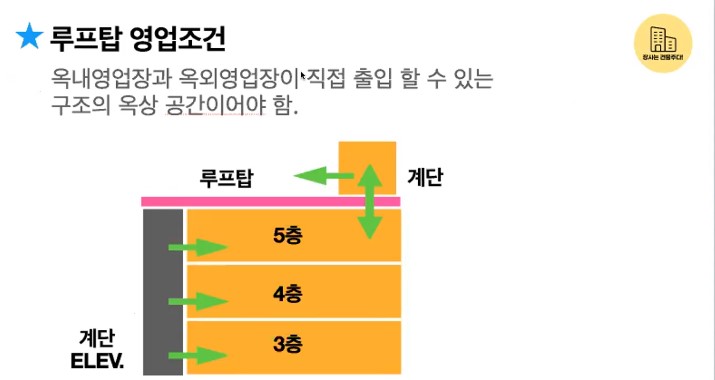 루프탑 영업조건
옥내영업장과 옥외영업장이 직접 출입 할 수 있는
구조의 옥상 공간이어야 함.
장사는 건물주다!
루프탑
계단
5층
4층
3층
계단
ELEV.